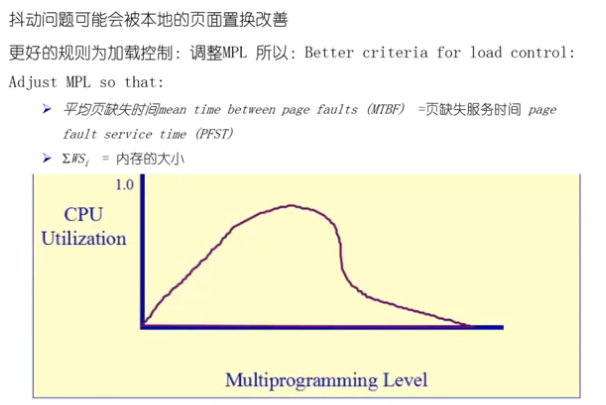 抖动问题可能会被本地的页面置换改善
更好的规则为加载控制：调整MPL 所以：Better criteria for load control:
Adjust MPL so that:
➢ 平均页缺失时间mean time between page faults (MTBF) =页缺失服务时间 page
fault service time (PFST)
➢ ΣWSᵢ = 内存的大小
1.0
CPU
Utilization
Multiprogramming Level